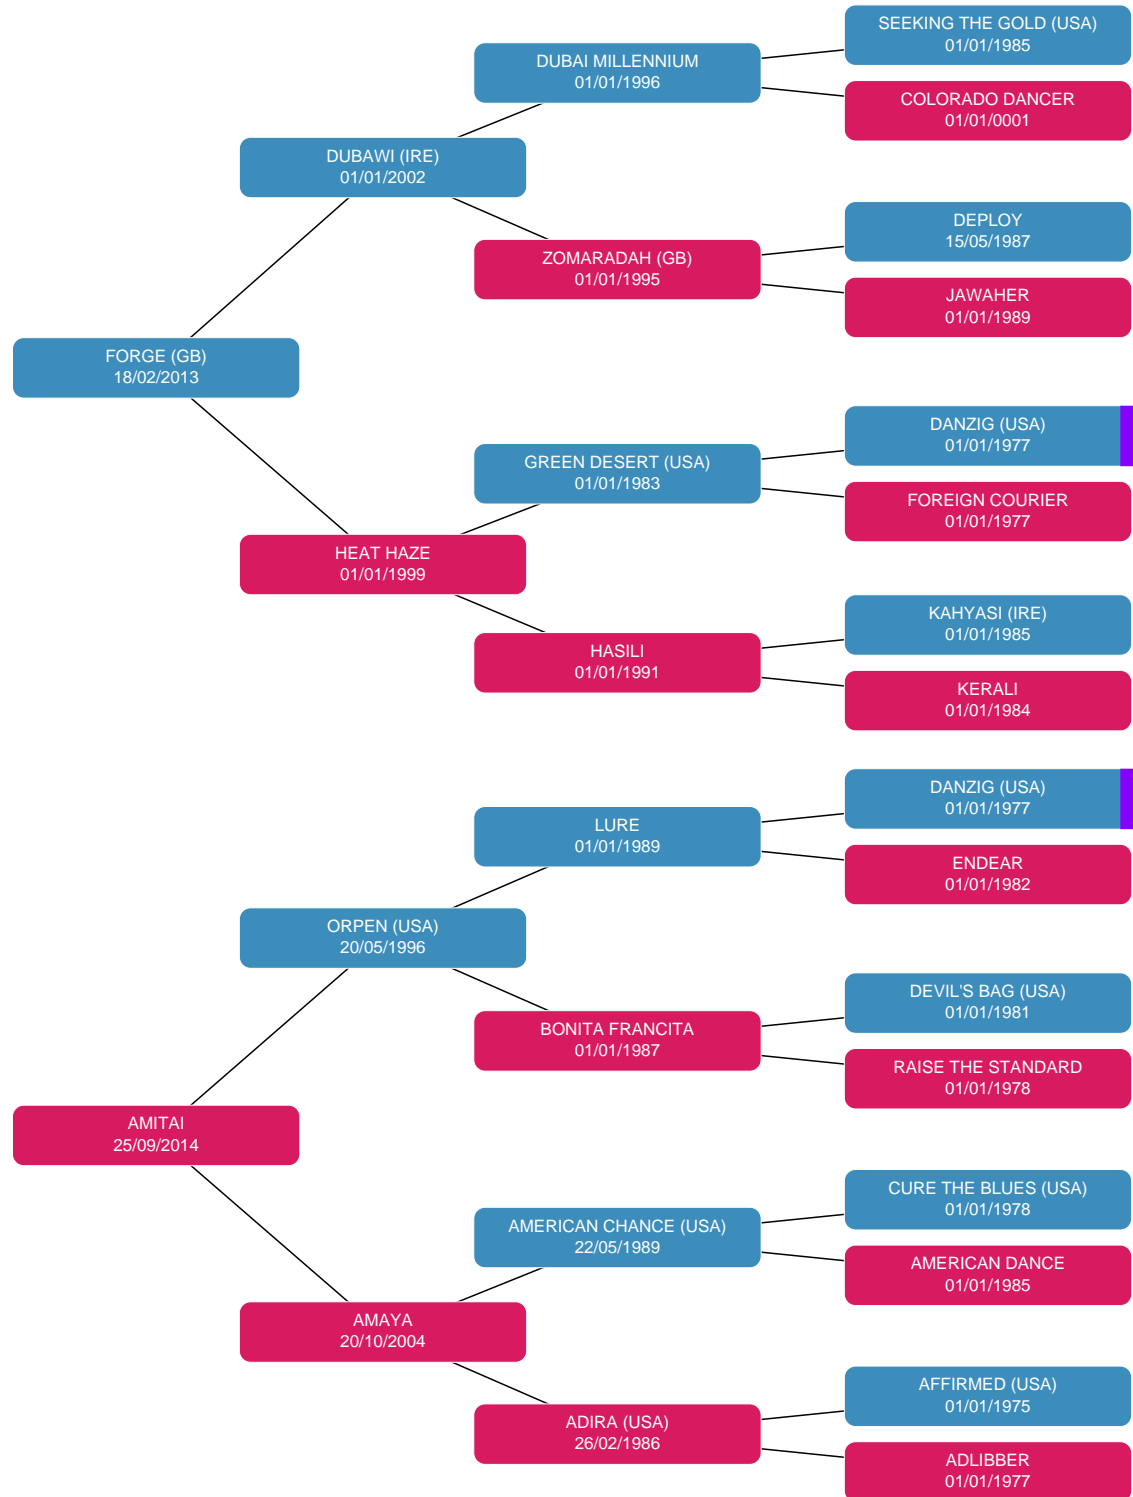 SEEKING THE GOLD (USA)
01/01/1985
DUBAI MILLENNIUM
01/01/1996
COLORADO DANCER
01/01/0001
DUBAWI (IRE)
01/01/2002
DEPLOY
15/05/1987
ZOMARADAH (GB)
01/01/1995
JAWAHER
01/01/1989
FORGE (GB)
18/02/2013
DANZIG (USA)
01/01/1977
GREEN DESERT (USA)
01/01/1983
FOREIGN COURIER
01/01/1977
HEAT HAZE
01/01/1999
KAHYASI (IRE)
01/01/1985
HASILI
01/01/1991
KERALI
01/01/1984
DANZIG (USA)
01/01/1977
LURE
01/01/1989
ENDEAR
01/01/1982
ORPEN (USA)
20/05/1996
DEVIL'S BAG (USA)
01/01/1981
BONITA FRANCITA
01/01/1987
RAISE THE STANDARD
01/01/1978
AMITAI
25/09/2014
CURE THE BLUES (USA)
01/01/1978
AMERICAN CHANCE (USA)
22/05/1989
AMERICAN DANCE
01/01/1985
AMAYA
20/10/2004
AFFIRMED (USA)
01/01/1975
ADIRA (USA)
26/02/1986
ADLIBBER
01/01/1977